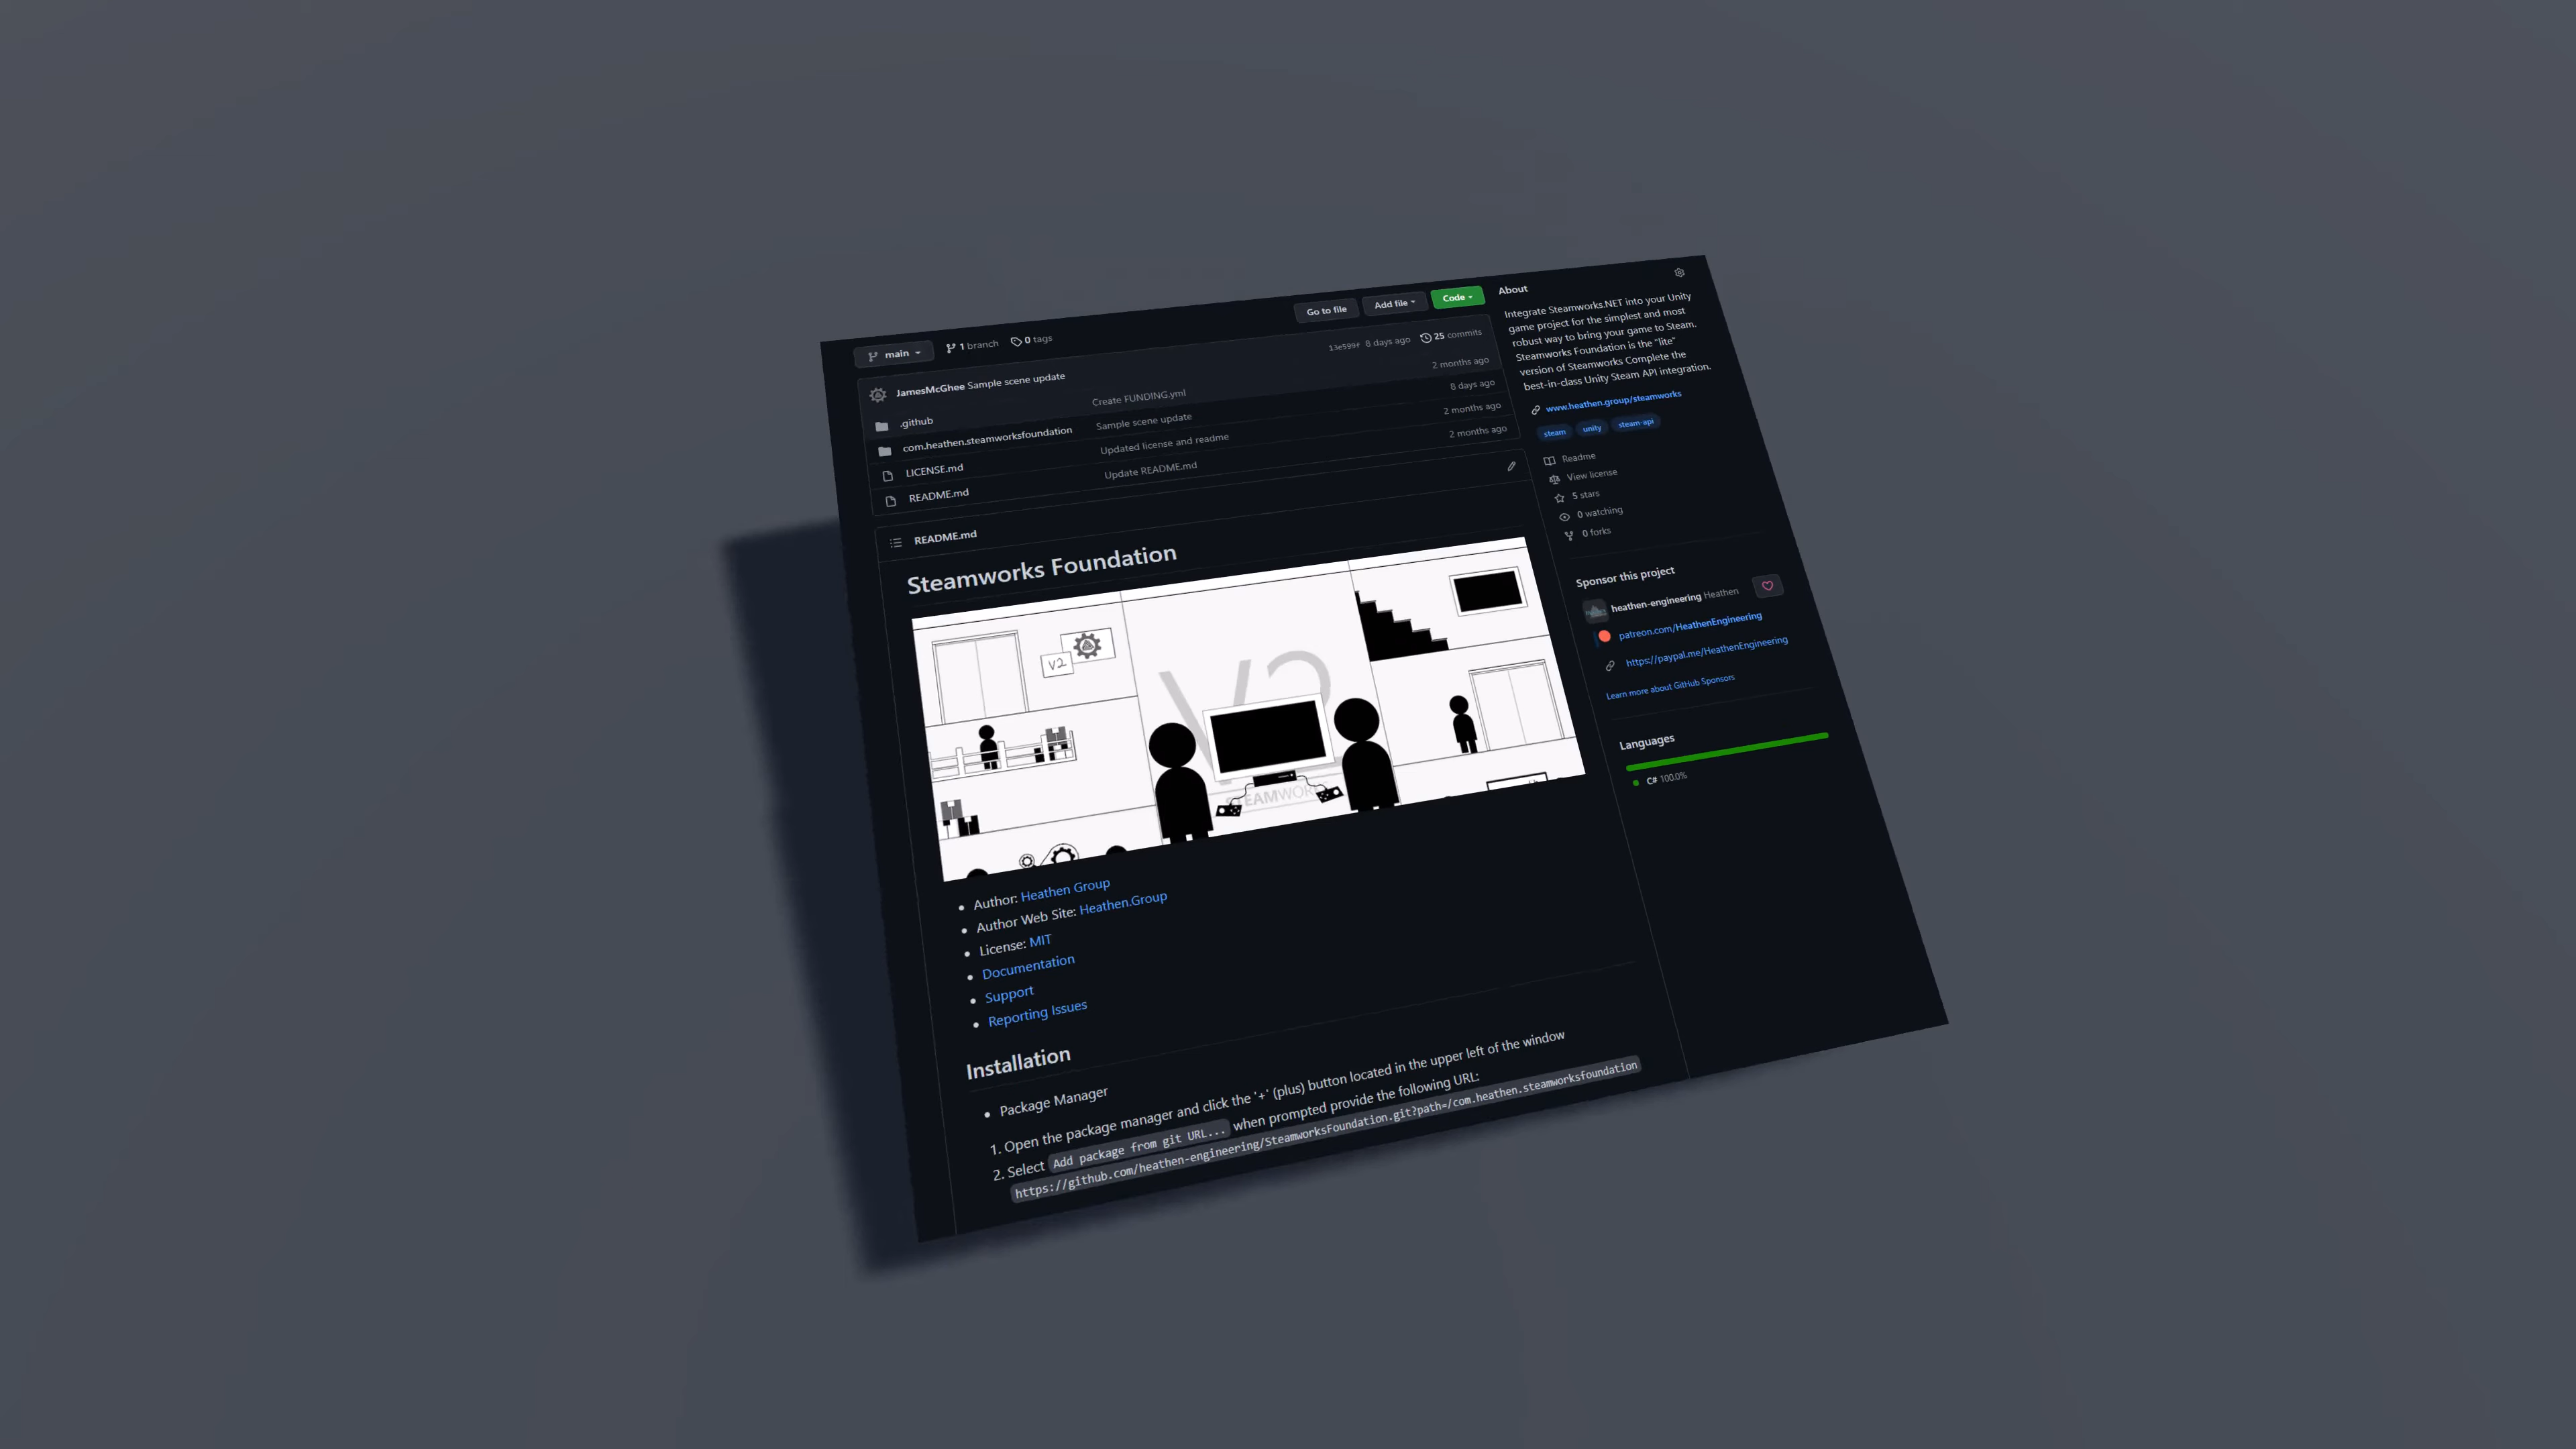 main
1 branch
0 tags
Go to file
Add file
Code
JamesMcGhee Sample scene update
13e599f 8 days ago
25 commits
.github
Create FUNDING.yml
2 months ago
com.heathen.steamworksfoundation
Sample scene update
8 days ago
LICENSE.md
Updated license and readme
2 months ago
README.md
Update README.md
2 months ago
README.md
Steamworks Foundation
V2
V2
STEAMWORK
Author: Heathen Group
Author Web Site: Heathen.Group
License: MIT
Documentation
Support
Reporting Issues
Installation
Package Manager
1. Open the package manager and click the '+' (plus) button located in the upper left of the window
2. Select Add package from git URL... when prompted provide the following URL:
https://github.com/heathen-engineering/SteamworksFoundation.git?path=/com.heathen.steamworksfoundation
About
Integrate Steamworks.NET into your Unity
game project for the simplest and most
robust way to bring your game to Steam.
Steamworks Foundation is the "lite"
version of Steamworks Complete the
best-in-class Unity Steam API integration.
www.heathen.group/steamworks
steam
unity
steam-api
Readme
View license
5 stars
0 watching
0 forks
Sponsor this project
heathen-engineering Heathen
patreon.com/HeathenEngineering
https://paypal.me/HeathenEngineering
Learn more about GitHub Sponsors
Languages
C# 100.0%